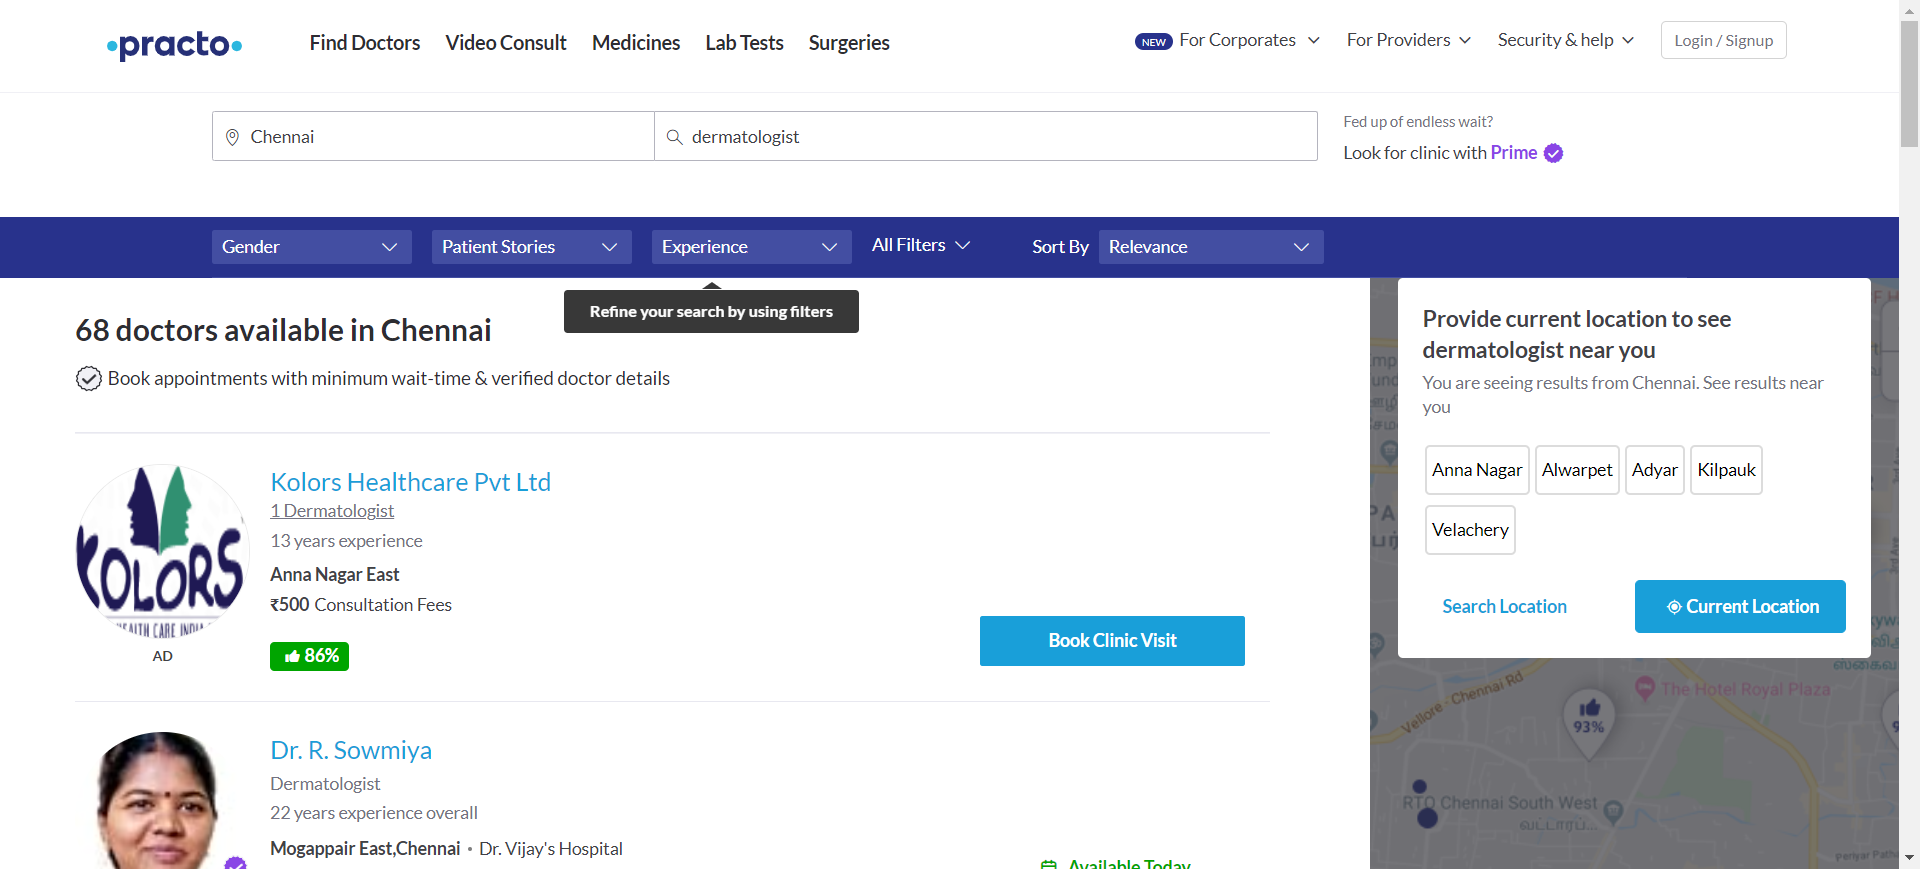 practo
Find Doctors
Video Consult
Medicines
Lab Tests
Surgeries
NEW For Corporates
For Providers
Security & help
Login / Signup
Chennai
dermatologist
Fed up of endless wait?
Look for clinic with Prime
Gender
Patient Stories
Experience
All Filters
Sort By
Relevance
Refine your search by using filters
68 doctors available in Chennai
Book appointments with minimum wait-time & verified doctor details
KOLORS
AD
Kolors Healthcare Pvt Ltd
1 Dermatologist
13 years experience
Anna Nagar East
₹500 Consultation Fees
86%
Book Clinic Visit
Dr. R. Sowmiya
Dermatologist
22 years experience overall
Mogappair East,Chennai • Dr. Vijay's Hospital
Available Today
Provide current location to see
dermatologist near you
You are seeing results from Chennai. See results near
you
Anna Nagar
Alwarpet
Adyar
Kilpauk
Velachery
Search Location
Current Location
Vellore - Chennai Rd
The Hotel Royal Plaza
93%
RTO Chennai South West